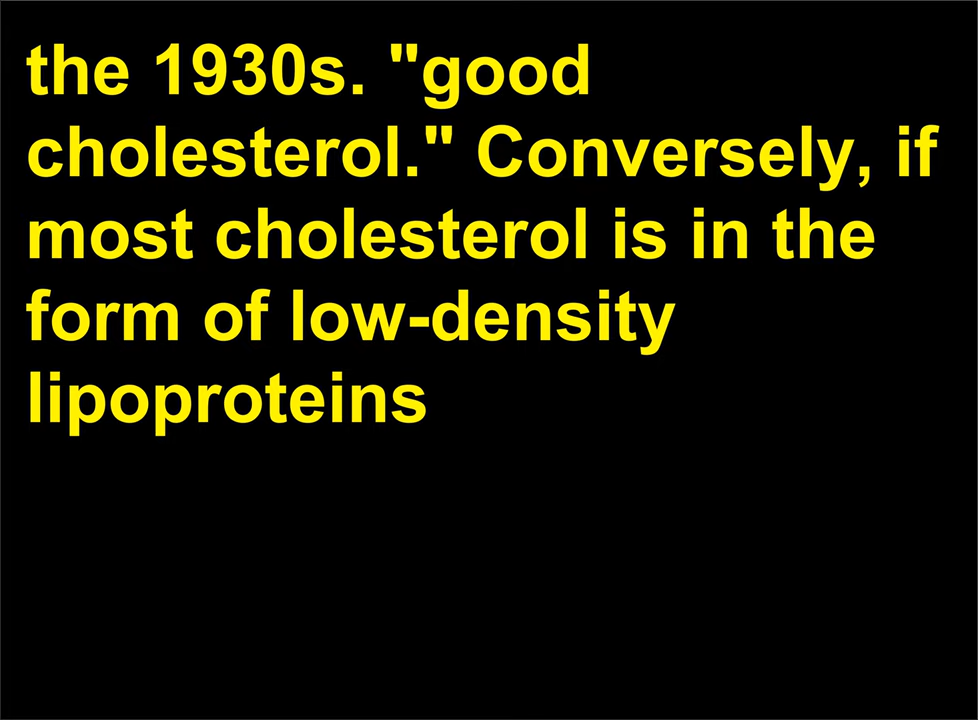 the 1930s. "good
cholesterol." Conversely, if
most cholesterol is in the
form of low-density
lipoproteins